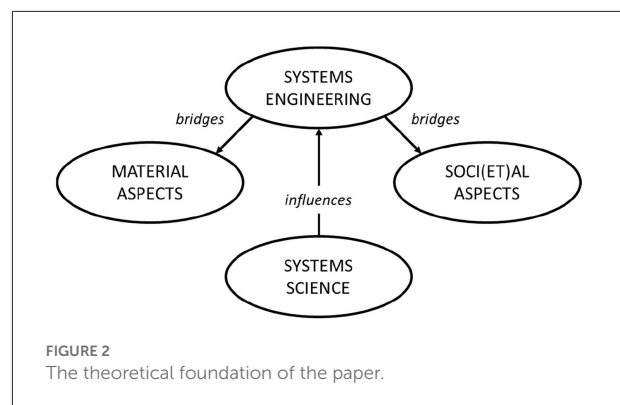 SYSTEMS
ENGINEERING
bridges
bridges
MATERIAL
ASPECTS
SOCI(ET)AL
ASPECTS
influences
SYSTEMS
SCIENCE
FIGURE 2
The theoretical foundation of the paper.